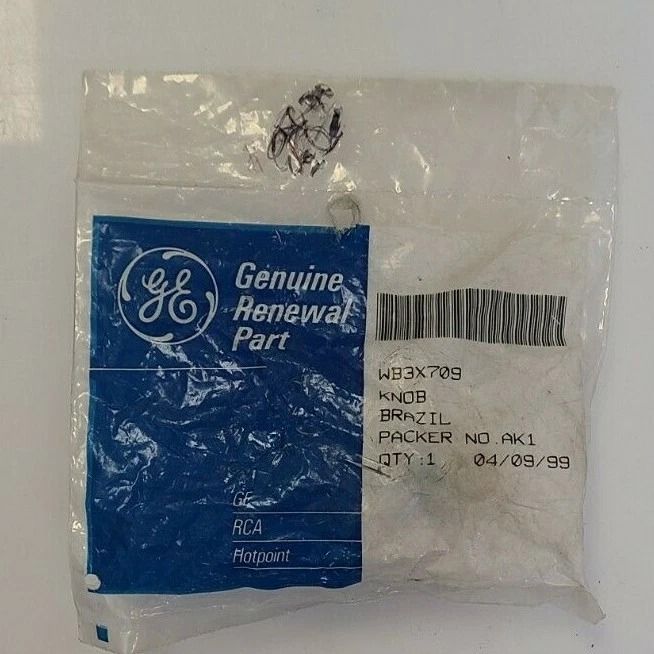 GE
Genuine
Renewal
Part
WB3X709
KNOB
BRAZIL
PACKER NO.AK1
QTY:1 04/09/99
GE
RCA
Hotpoint